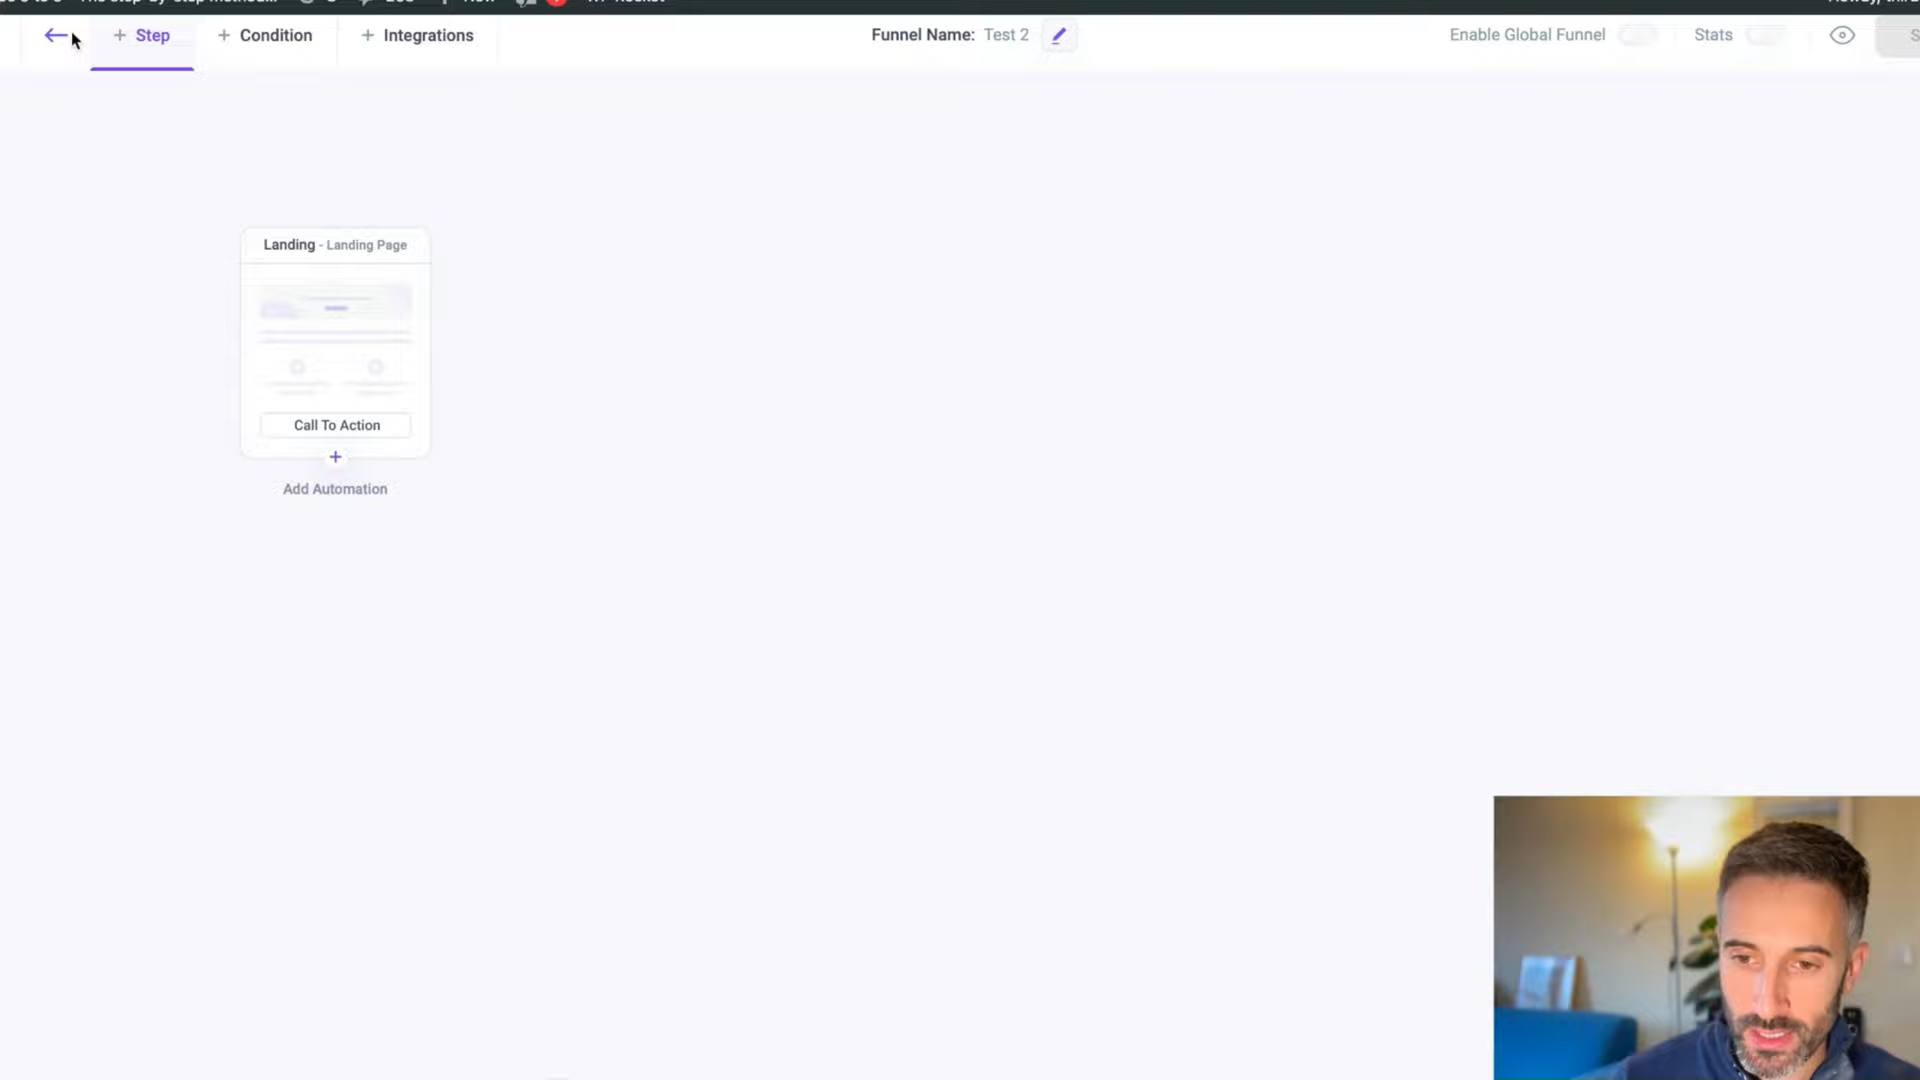 Step
Condition
Integrations
Funnel Name: Test 2
Enable Global Funnel
Stats
Landing - Landing Page
Call To Action
Add Automation